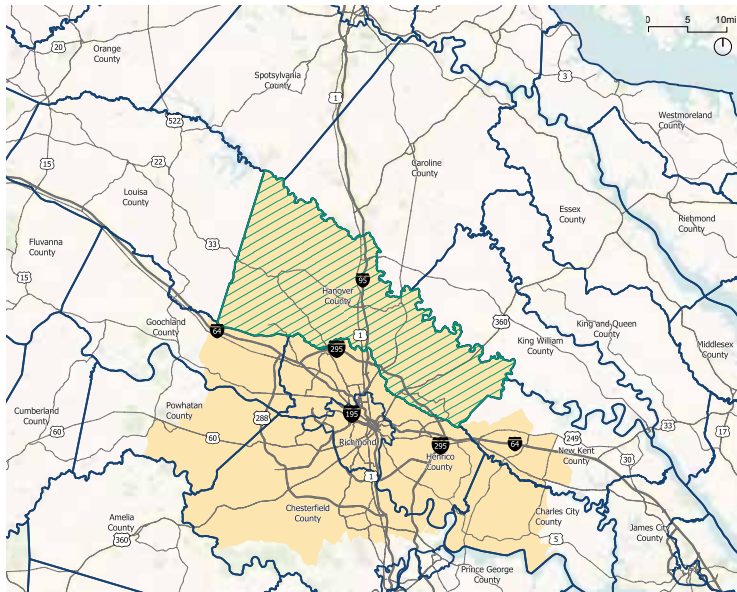 0 5 10mi
20
Orange
County
Spotsylvania
County
3
1
522
Westmoreland
County
15
22
Caroline
County
Louisa
County
Essex
County
Richmond
County
Fluvanna
County
33
15
95
Hanover
County
Goochland
County
64
1
360
King and Queen
County
King William
County
295
Middlesex
County
Powhatan
County
Cumberland
County
288
195
60
60
Richmond
295
64
249
33
17
New Kent
County
30
Henrico
County
1
Chesterfield
County
Charles City
County
Amelia
County
360
James City
County
5
Prince George
County